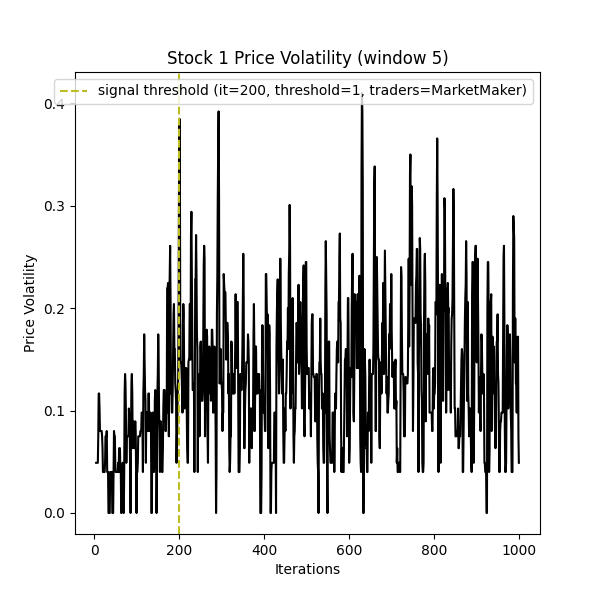 Stock 1 Price Volatility (window 5)
signal threshold (it=200, threshold=1, traders=MarketMaker)
0.4
0.3
0.2
0.1
0.0
Price Volatility
0 200 400 600 800 1000
Iterations